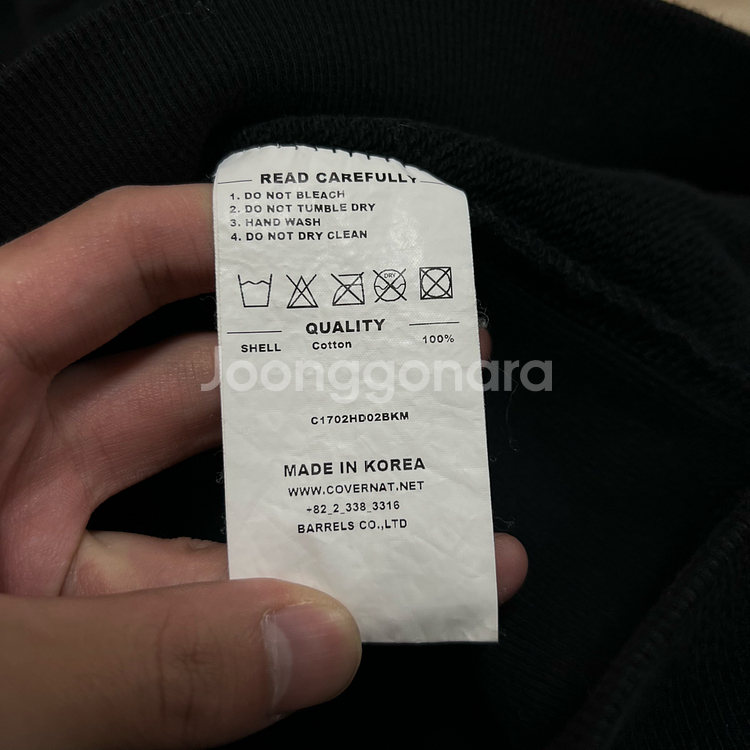 READ CAREFULLY
1. DO NOT BLEACH
2. DO NOT TUMBLE DRY
3. HAND WASH
4. DO NOT DRY CLEAN
DRY
QUALITY
SHELL Cotton 100%
Joonggonara
C1702HD02BKM
MADE IN KOREA
WWW.COVERNAT.NET
+82_2_338_3316
BARRELS CO.,LTD